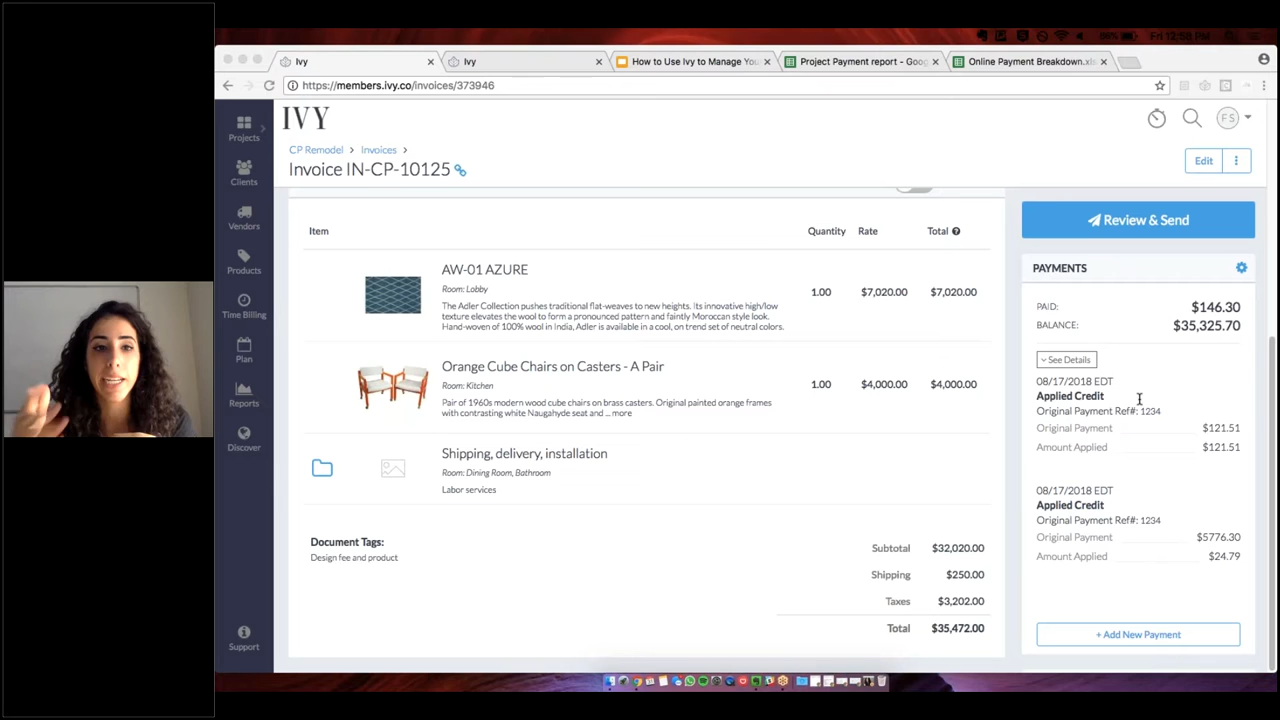 Fri 12:56 PM
Ivy
Ivy
How to Use Ivy to Manage You
Project Payment report - Goog
Online Payment Breakdown.xls
https://members.ivy.co/invoices/373946
IVY
FS
Projects
Clients
Vendors
Products
Time Billing
Plan
Reports
Discover
Support
CP Remodel > Invoices >
Invoice IN-CP-10125
Edit
Item Quantity Rate Total
AW-01 AZURE
Room: Lobby
The Adler Collection pushes traditional flat-weaves to new heights. Its innovative high/low
texture elevates the wool to form a pronounced pattern and faintly Moroccan style look.
Hand-woven of 100% wool in India, Adler is available in a cool, on trend set of neutral colors.
1.00 $7,020.00 $7,020.00
Orange Cube Chairs on Casters - A Pair
Room: Kitchen
Pair of 1960s modern wood cube chairs on brass casters. Original painted orange frames
with contrasting white Naugahyde seat and ... more
1.00 $4,000.00 $4,000.00
Shipping, delivery, installation
Room: Dining Room, Bathroom
Labor services
Document Tags:
Design fee and product
Subtotal $32,020.00
Shipping $250.00
Taxes $3,202.00
Total $35,472.00
Review & Send
PAYMENTS
PAID: $146.30
BALANCE: $35,325.70
See Details
08/17/2018 EDT
Applied Credit
Original Payment Ref#: 1234
Original Payment $121.51
Amount Applied $121.51
08/17/2018 EDT
Applied Credit
Original Payment Ref#: 1234
Original Payment $5776.30
Amount Applied $24.79
+ Add New Payment